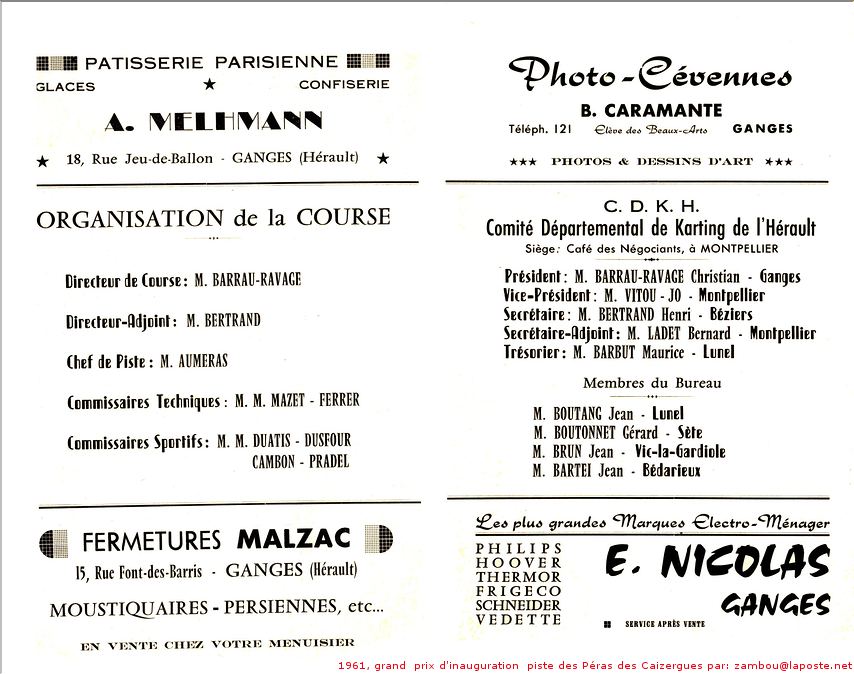 PATISSERIE PARISIENNE
GLACES ★ CONFISERIE
A. MELHMANN
★ 18, Rue Jeu-de-Ballon - GANGES (Hérault) ★
ORGANISATION de la COURSE
Directeur de Course : M. BARRAU-RAVAGE
Directeur-Adjoint : M. BERTRAND
Chef de Piste : M. AUMERAS
Commissaires Techniques : M. M. MAZET - FERRER
Commissaires Sportifs : M. M. DUATIS - DUSFOUR
CAMBON - PRADEL
FERMETURES MALZAC
15, Rue Font-des-Barris - GANGES (Hérault)
MOUSTIQUAIRES - PERSIENNES, etc...
EN VENTE CHEZ VOTRE MENUISIER
Photo-Cévennes
B. CARAMANTE
Téléph. 121 Elève des Beaux-Arts GANGES
★★★ PHOTOS & DESSINS D'ART ★★★
C. D. K. H.
Comité Départemental de Karting de l'Hérault
Siège : Café des Négociants, à MONTPELLIER
Président : M. BARRAU-RAVAGE Christian - Ganges
Vice-Président : M. VITOU - JO - Montpellier
Secrétaire : M. BERTRAND Henri - Béziers
Secrétaire-Adjoint : M. LADET Bernard - Montpellier
Trésorier : M. BARBUT Maurice - Lunel
Membres du Bureau
M. BOUTANG Jean - Lunel
M. BOUTONNET Gérard - Sète
M. BRUN Jean - Vic-la-Gardiole
M. BARTEI Jean - Bédarieux
Les plus grandes Marques Electro-Ménager
PHILIPS
HOOVER
THERMOR
FRIGECO
SCHNEIDER
VEDETTE
E. NICOLAS
GANGES
SERVICE APRÈS VENTE
1961, grand prix d'inauguration piste des Péras des Caizergues par: zambou@laposte.net